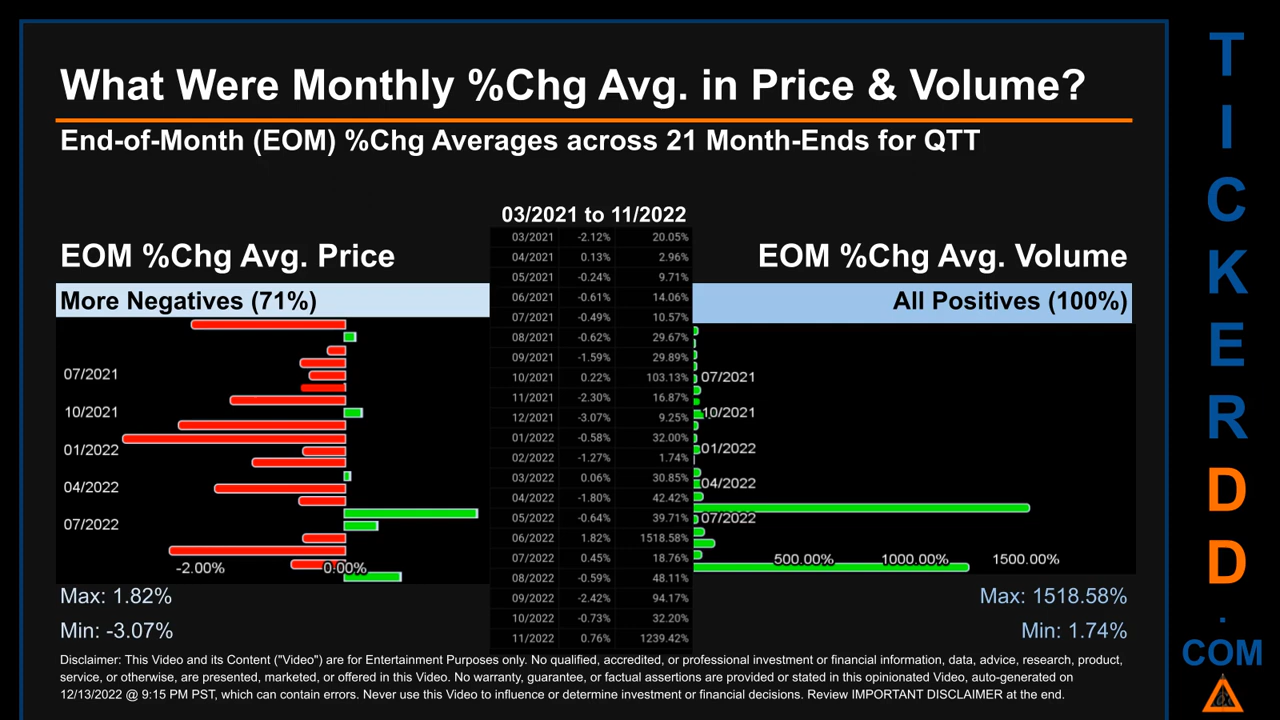 What Were Monthly %Chg Avg. in Price & Volume?
End-of-Month (EOM) %Chg Averages across 21 Month-Ends for QTT
03/2021 to 11/2022
EOM %Chg Avg. Price
More Negatives (71%)
07/2021
10/2021
01/2022
04/2022
07/2022
-2.00% 0.00%
Max: 1.82%
Min: -3.07%
03/2021 -2.12% 20.05%
04/2021 0.13% 2.96%
05/2021 -0.24% 9.71%
06/2021 -0.61% 14.06%
07/2021 -0.49% 10.57%
08/2021 -0.62% 29.67%
09/2021 -1.59% 29.89%
10/2021 0.22% 103.13%
11/2021 -2.30% 16.87%
12/2021 -3.07% 9.25%
01/2022 -0.58% 32.00%
02/2022 -1.27% 1.74%
03/2022 0.06% 30.85%
04/2022 -1.80% 42.42%
05/2022 -0.64% 39.71%
06/2022 1.82% 1518.58%
07/2022 0.45% 18.76%
08/2022 -0.59% 48.11%
09/2022 -2.42% 94.17%
10/2022 -0.73% 32.20%
11/2022 0.76% 1239.42%
EOM %Chg Avg. Volume
All Positives (100%)
07/2021
10/2021
01/2022
04/2022
07/2022
500.00% 1000.00% 1500.00%
Max: 1518.58%
Min: 1.74%
Disclaimer: This Video and its Content ("Video") are for Entertainment Purposes only. No qualified, accredited, or professional investment or financial information, data, advice, research, product,
service, or otherwise, are presented, marketed, or offered in this Video. No warranty, guarantee, or factual assertions are provided or stated in this opinionated Video, auto-generated on
12/13/2022 @ 9:15 PM PST, which can contain errors. Never use this Video to influence or determine investment or financial decisions. Review IMPORTANT DISCLAIMER at the end.
T
I
C
K
E
R
D
D
.
COM